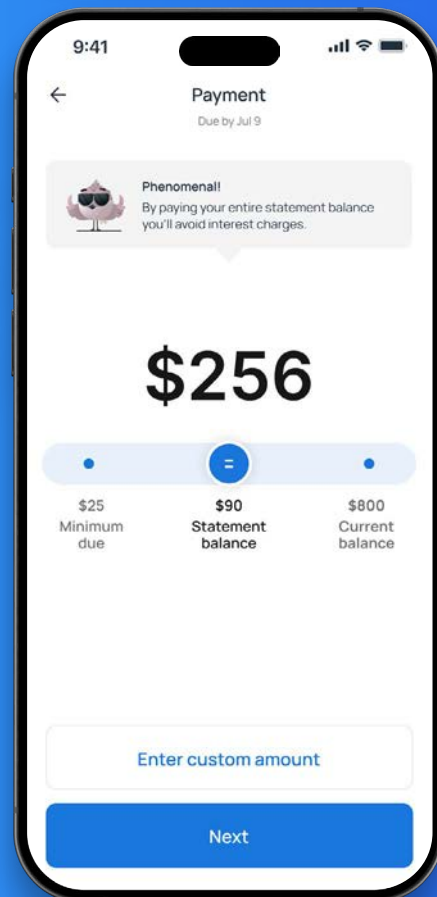 9:41
Payment
Due by Jul 9
Phenomenal!
By paying your entire statement balance
you'll avoid interest charges.
$256
=
$25
Minimum
due
$90
Statement
balance
$800
Current
balance
Enter custom amount
Next